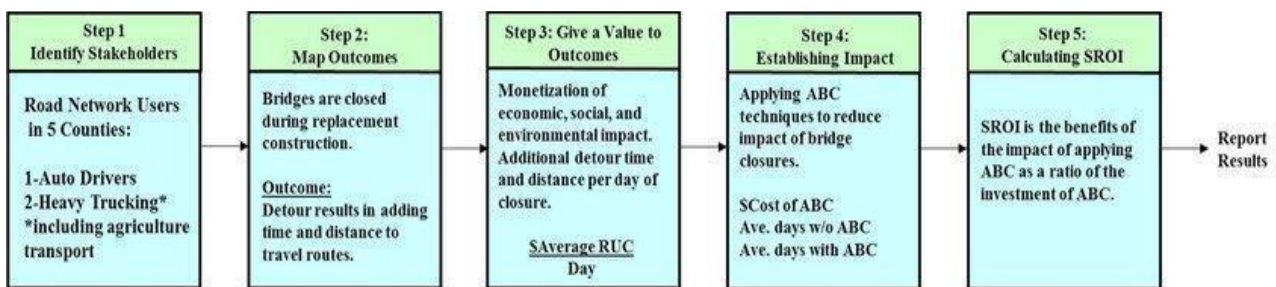 Step 1
Identify Stakeholders
Road Network Users
in 5 Counties:
1-Auto Drivers
2-Heavy Trucking*
*including agriculture
transport
Step 2:
Map Outcomes
Bridges are closed
during replacement
construction.
Outcome:
Detour results in adding
time and distance to
travel routes.
Step 3: Give a Value to
Outcomes
Monetization of
economic, social, and
environmental impact.
Additional detour time
and distance per day of
closure.
$Average RUC
Day
Step 4:
Establishing Impact
Applying ABC
techniques to reduce
impact of bridge
closures.
$Cost of ABC
Ave. days w/o ABC
Ave. days with ABC
Step 5:
Calculating SROI
SROI is the benefits of
the impact of applying
ABC as a ratio of the
investment of ABC.
Report
Results